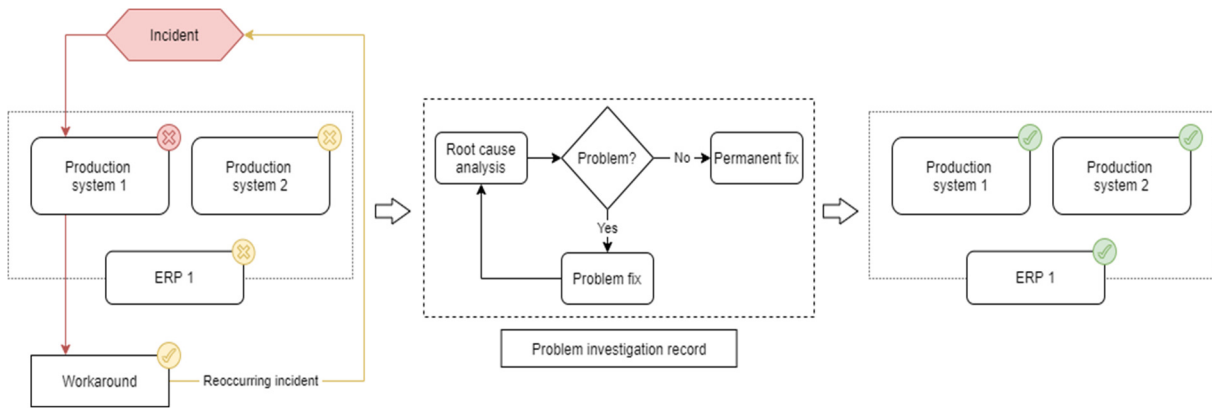 Incident
Production
system 1
Production
system 2
ERP 1
Workaround
Reoccurring incident
Root cause
analysis
Problem?
No
Permanent fix
Yes
Problem fix
Problem investigation record
Production
system 1
Production
system 2
ERP 1